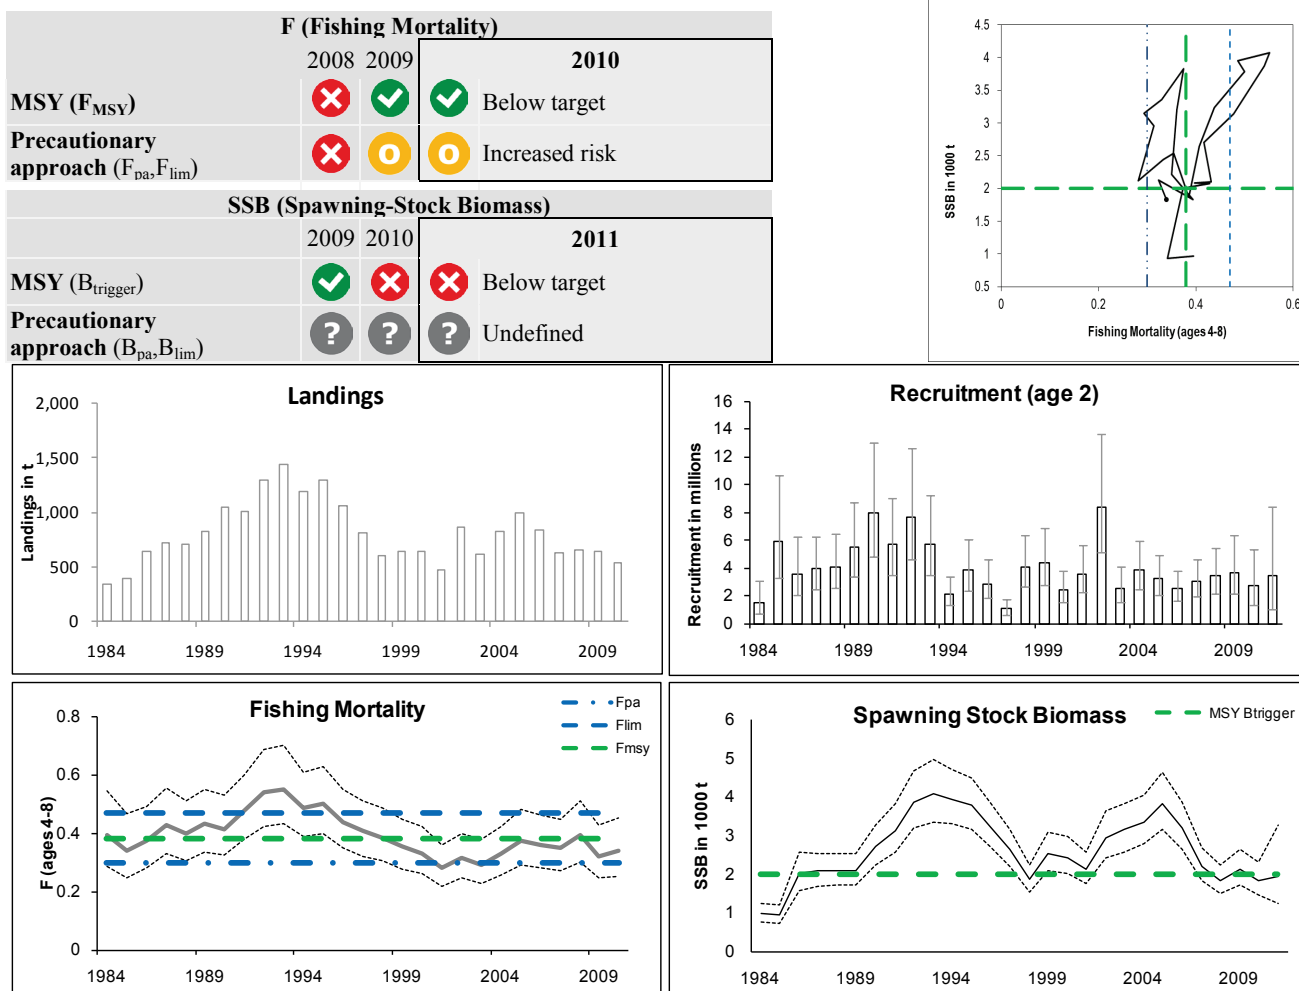 F (Fishing Mortality)
2008 2009 2010
MSY (FMSY) Below target
Precautionary
approach (Fpa,Flim) Increased risk
SSB (Spawning-Stock Biomass)
2009 2010 2011
MSY (Btrigger) Below target
Precautionary
approach (Bpa,Blim) Undefined
4.5
4
3.5
3
2.5
2
1.5
1
0.5
0 0.2 0.4 0.6
SSB in 1000 t
Fishing Mortality (ages 4-8)
Landings
2,000
1,500
1,000
500
0
Landings in t
1984 1989 1994 1999 2004 2009
Recruitment (age 2)
16
14
12
10
8
6
4
2
0
Recruitment in millions
1984 1989 1994 1999 2004 2009
Fishing Mortality
Fpa
Flim
Fmsy
0.8
0.6
0.4
0.2
0
F (ages 4-8)
1984 1989 1994 1999 2004 2009
Spawning Stock Biomass
MSY Btrigger
6
5
4
3
2
1
0
SSB in 1000 t
1984 1989 1994 1999 2004 2009